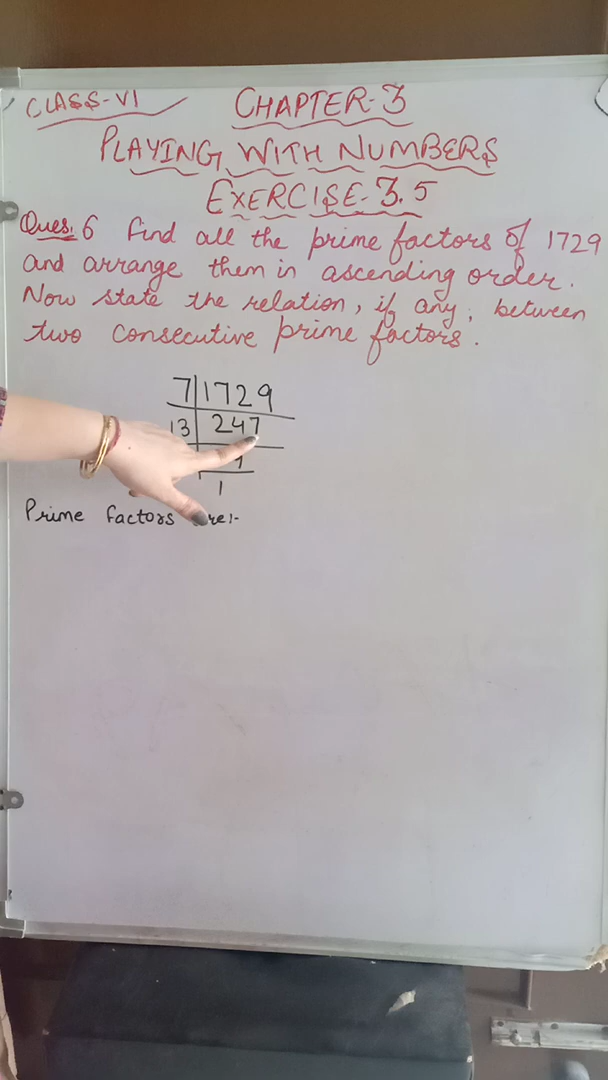 CLASS-VI
CHAPTER-3
PLAYING WITH NUMBERS
EXERCISE-3.5
Ques.6 Find all the prime factors of 1729
and arrange them in ascending order.
Now state the relation, if any; between
two consecutive prime factors.
7 1729
13 247
1
Prime factors